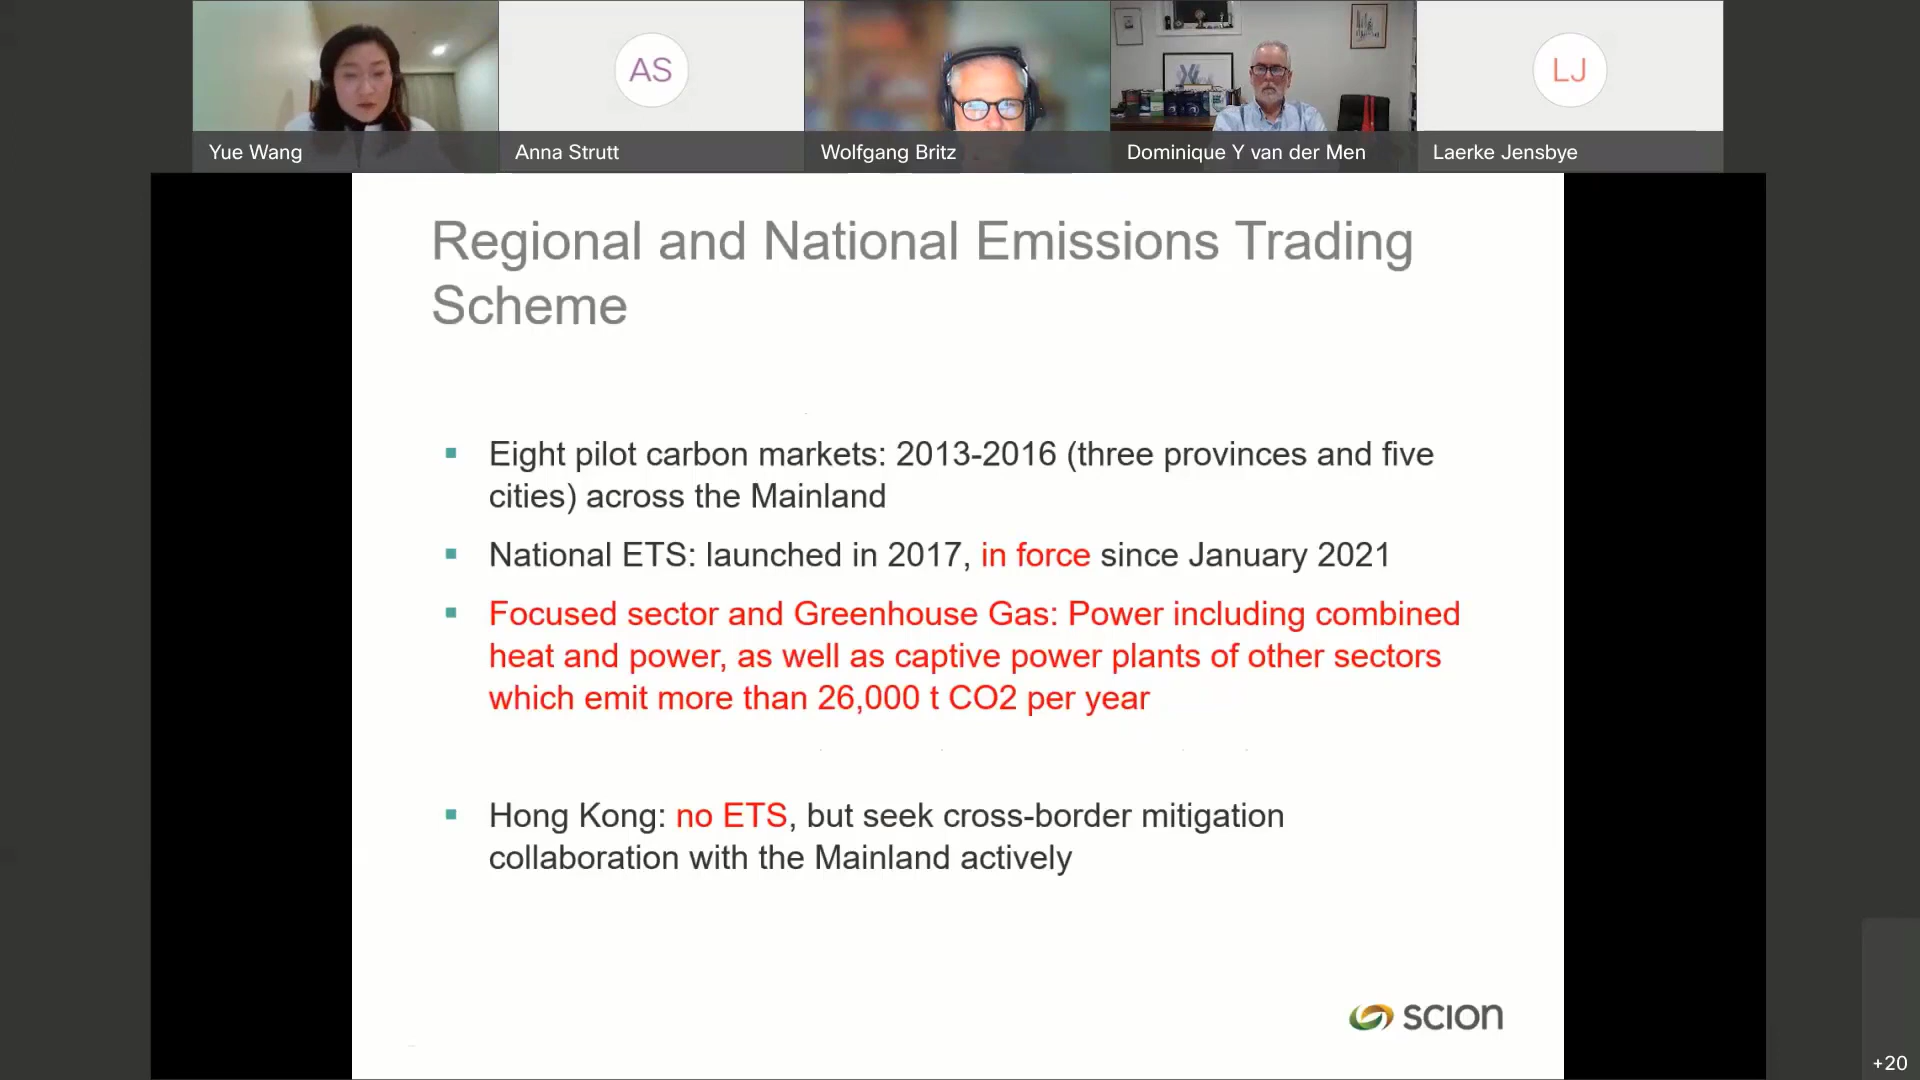 AS
LJ
Yue Wang
Anna Strutt
Wolfgang Britz
Dominique Y van der Men
Laerke Jensbye
Regional and National Emissions Trading
Scheme
Eight pilot carbon markets: 2013-2016 (three provinces and five
cities) across the Mainland
National ETS: launched in 2017, in force since January 2021
Focused sector and Greenhouse Gas: Power including combined
heat and power, as well as captive power plants of other sectors
which emit more than 26,000 t CO2 per year
Hong Kong: no ETS, but seek cross-border mitigation
collaboration with the Mainland actively
scion
+20